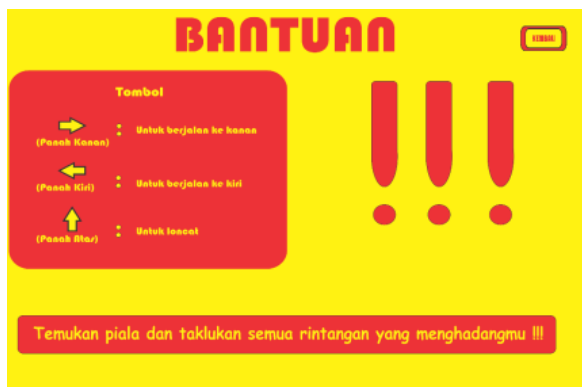 BANTUAN
KEMBALI
Tombol
(Panah Kanan) : Untuk berjalan ke kanan
(Panah Kiri) : Untuk berjalan ke kiri
(Panah Atas) : Untuk loncat
!!!
Temukan piala dan taklukan semua rintangan yang menghadangmu !!!